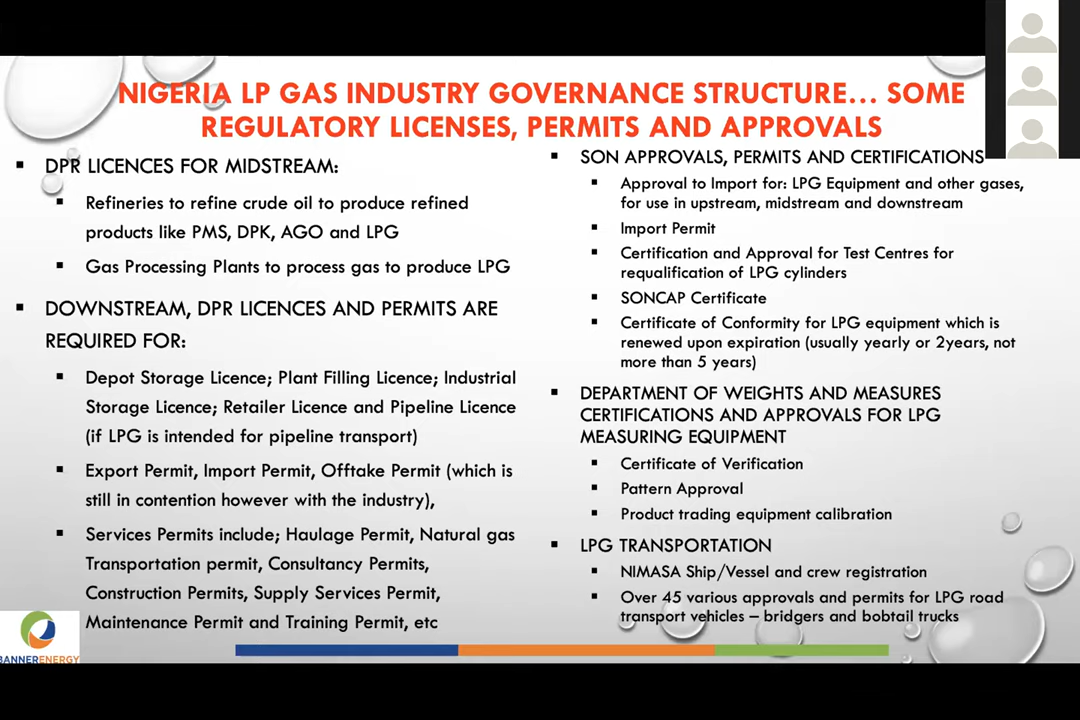 NIGERIA LP GAS INDUSTRY GOVERNANCE STRUCTURE... SOME
REGULATORY LICENSES, PERMITS AND APPROVALS
DPR LICENCES FOR MIDSTREAM:
Refineries to refine crude oil to produce refined
products like PMS, DPK, AGO and LPG
Gas Processing Plants to process gas to produce LPG
DOWNSTREAM, DPR LICENCES AND PERMITS ARE
REQUIRED FOR:
Depot Storage Licence; Plant Filling Licence; Industrial
Storage Licence; Retailer Licence and Pipeline Licence
(if LPG is intended for pipeline transport)
Export Permit, Import Permit, Offtake Permit (which is
still in contention however with the industry),
Services Permits include; Haulage Permit, Natural gas
Transportation permit, Consultancy Permits,
Construction Permits, Supply Services Permit,
Maintenance Permit and Training Permit, etc
SON APPROVALS, PERMITS AND CERTIFICATIONS
Approval to Import for: LPG Equipment and other gases,
for use in upstream, midstream and downstream
Import Permit
Certification and Approval for Test Centres for
requalification of LPG cylinders
SONCAP Certificate
Certificate of Conformity for LPG equipment which is
renewed upon expiration (usually yearly or 2years, not
more than 5 years)
DEPARTMENT OF WEIGHTS AND MEASURES
CERTIFICATIONS AND APPROVALS FOR LPG
MEASURING EQUIPMENT
Certificate of Verification
Pattern Approval
Product trading equipment calibration
LPG TRANSPORTATION
NIMASA Ship/Vessel and crew registration
Over 45 various approvals and permits for LPG road
transport vehicles – bridgers and bobtail trucks
BANNERENERGY